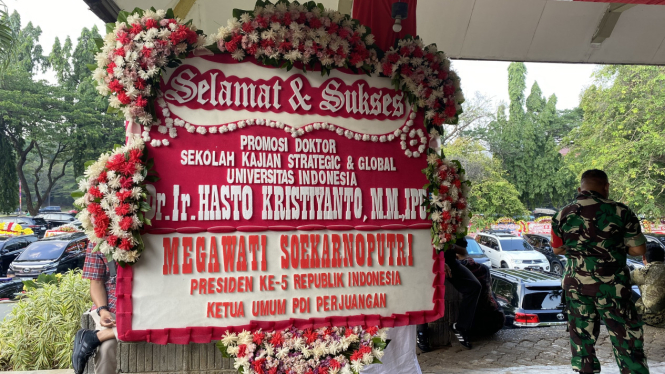 Selamat & Sukses
PROMOSI DOKTOR
SEKOLAH KAJIAN STRATEGIC & GLOBAL
UNIVERSITAS INDONESIA
Dr. Ir. HASTO KRISTIYANTO, M.M., IPU
MEGAWATI SOEKARNOPUTRI
PRESIDEN KE-5 REPUBLIK INDONESIA
KETUA UMUM PDI PERJUANGAN